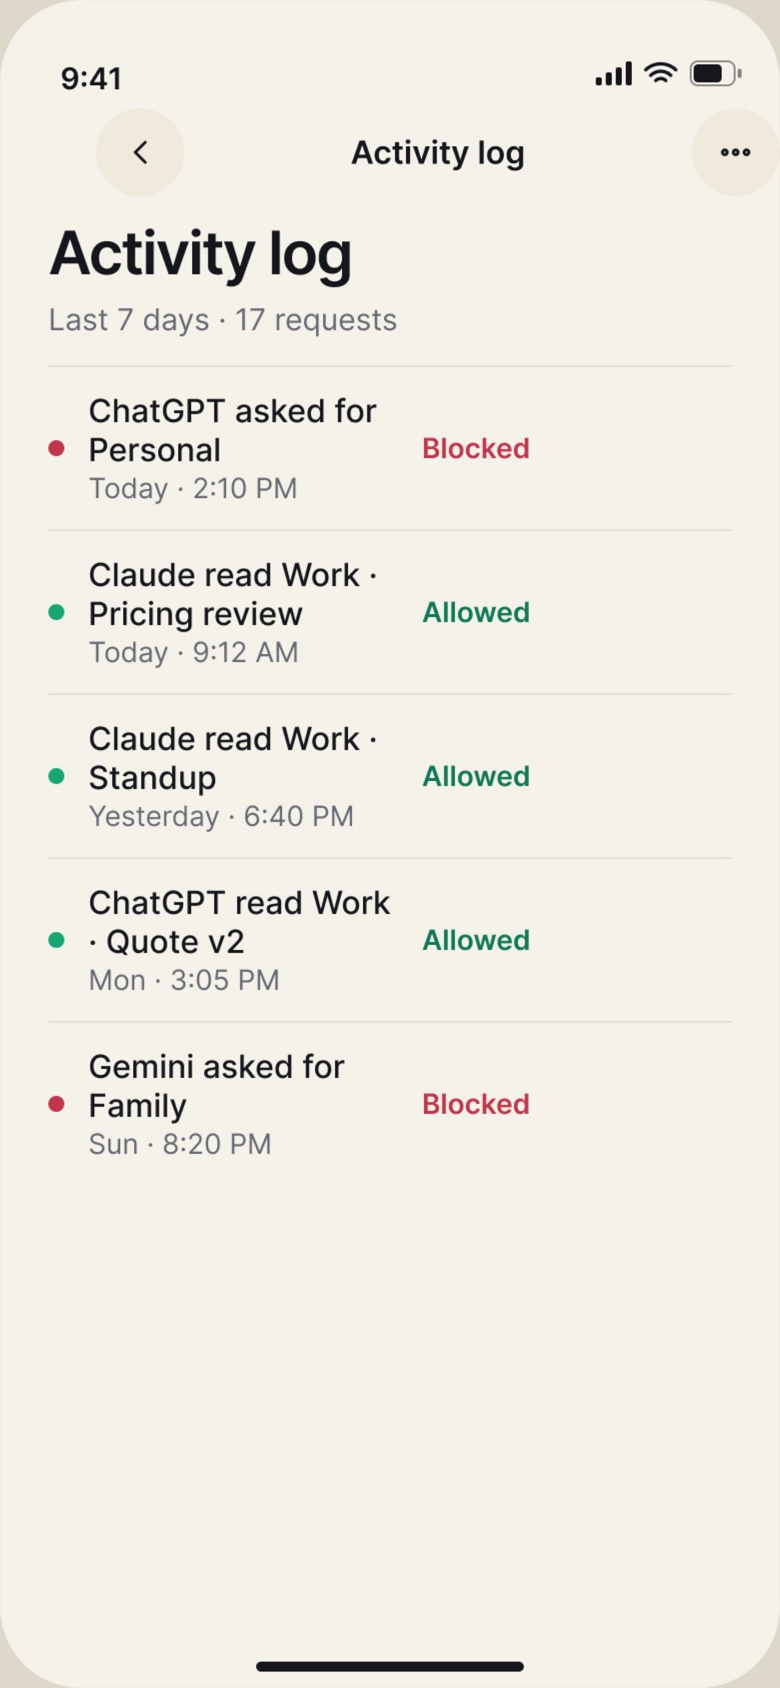 9:41
Activity log
Activity log
Last 7 days · 17 requests
ChatGPT asked for
Personal
Today · 2:10 PM
Blocked
Claude read Work ·
Pricing review
Today · 9:12 AM
Allowed
Claude read Work ·
Standup
Yesterday · 6:40 PM
Allowed
ChatGPT read Work
· Quote v2
Mon · 3:05 PM
Allowed
Gemini asked for
Family
Sun · 8:20 PM
Blocked